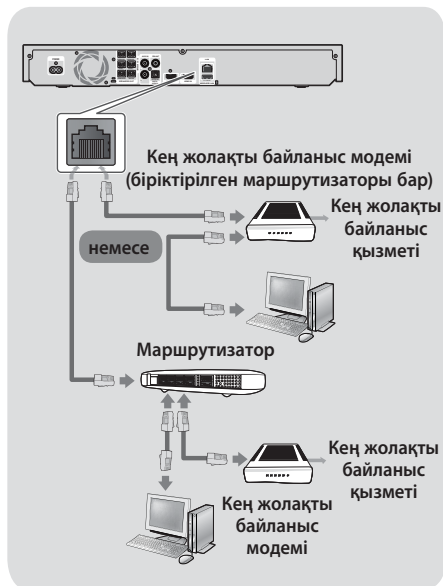 Кең жолақты байланыс модемі
(біріктірілген маршрутизаторы бар)
Кең жолақты
байланыс
қызметі
немесе
Маршрутизатор
Кең жолақты
байланыс
қызметі
Кең жолақты
байланыс
модемі